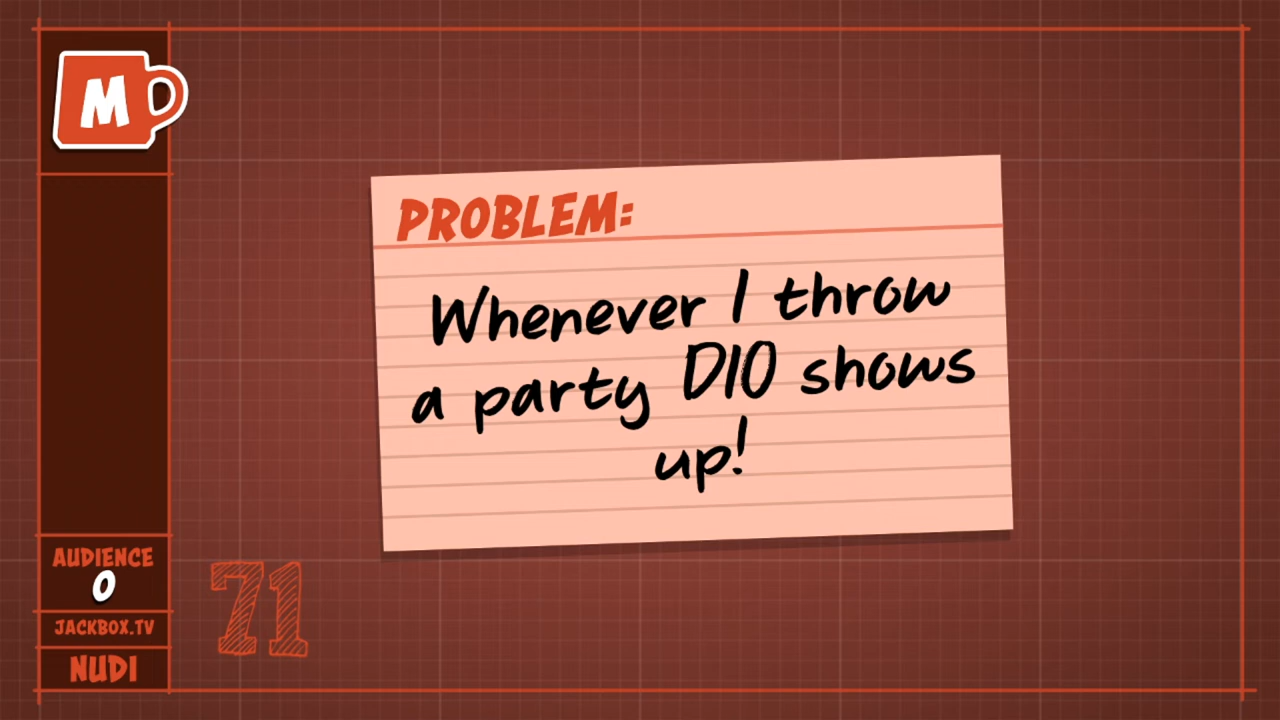 M
PROBLEM:
Whenever I throw
a party DIO shows
up!
AUDIENCE
0
JACKBOX.TV
NUDI
71